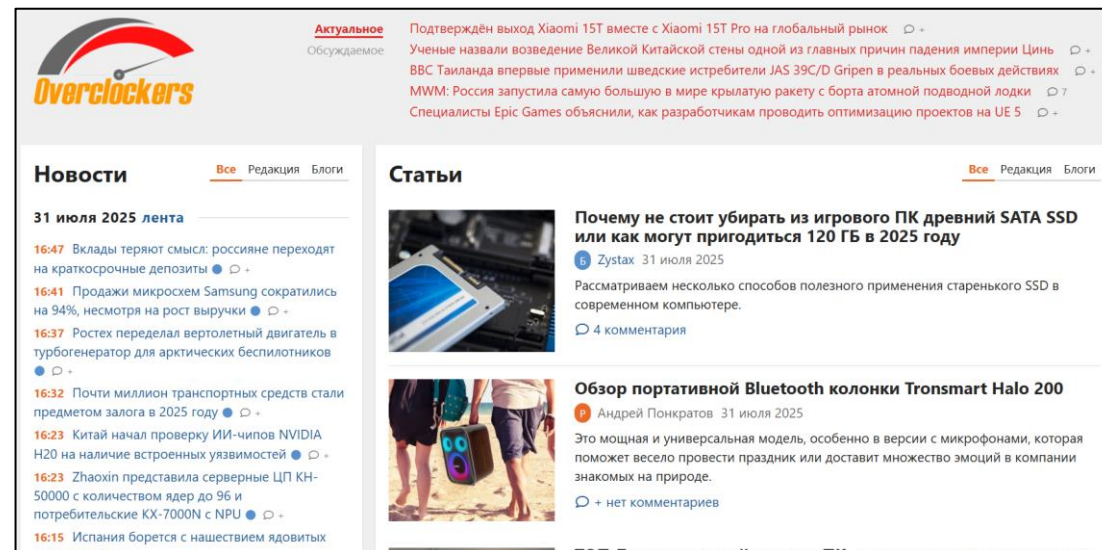 Overclockers
Актуальное
Обсуждаемое
Подтверждён выход Xiaomi 15T вместе с Xiaomi 15T Pro на глобальный рынок +
Ученые назвали возведение Великой Китайской стены одной из главных причин падения империи Цинь +
ВВС Таиланда впервые применили шведские истребители JAS 39C/D Gripen в реальных боевых действиях +
MWM: Россия запустила самую большую в мире крылатую ракету с борта атомной подводной лодки 7
Специалисты Epic Games объяснили, как разработчикам проводить оптимизацию проектов на UE 5 +
Новости
Все Редакция Блоги
31 июля 2025 лента
16:47 Вклады теряют смысл: россияне переходят
на краткосрочные депозиты +
16:41 Продажи микросхем Samsung сократились
на 94%, несмотря на рост выручки +
16:37 Ростех переделал вертолетный двигатель в
турбогенератор для арктических беспилотников
+
16:32 Почти миллион транспортных средств стали
предметом залога в 2025 году +
16:23 Китай начал проверку ИИ-чипов NVIDIA
H20 на наличие встроенных уязвимостей +
16:23 Zhaoxin представила серверные ЦП KH-
50000 с количеством ядер до 96 и
потребительские KX-7000N с NPU +
16:15 Испания борется с нашествием ядовитых
Статьи
Все Редакция Блоги
Почему не стоит убирать из игрового ПК древний SATA SSD
или как могут пригодиться 120 ГБ в 2025 году
Б Zystax 31 июля 2025
Рассматриваем несколько способов полезного применения старенького SSD в
современном компьютере.
4 комментария
Обзор портативной Bluetooth колонки Tronsmart Halo 200
Р Андрей Понкратов 31 июля 2025
Это мощная и универсальная модель, особенно в версии с микрофонами, которая
поможет весело провести праздник или доставит множество эмоций в компании
знакомых на природе.
+ нет комментариев